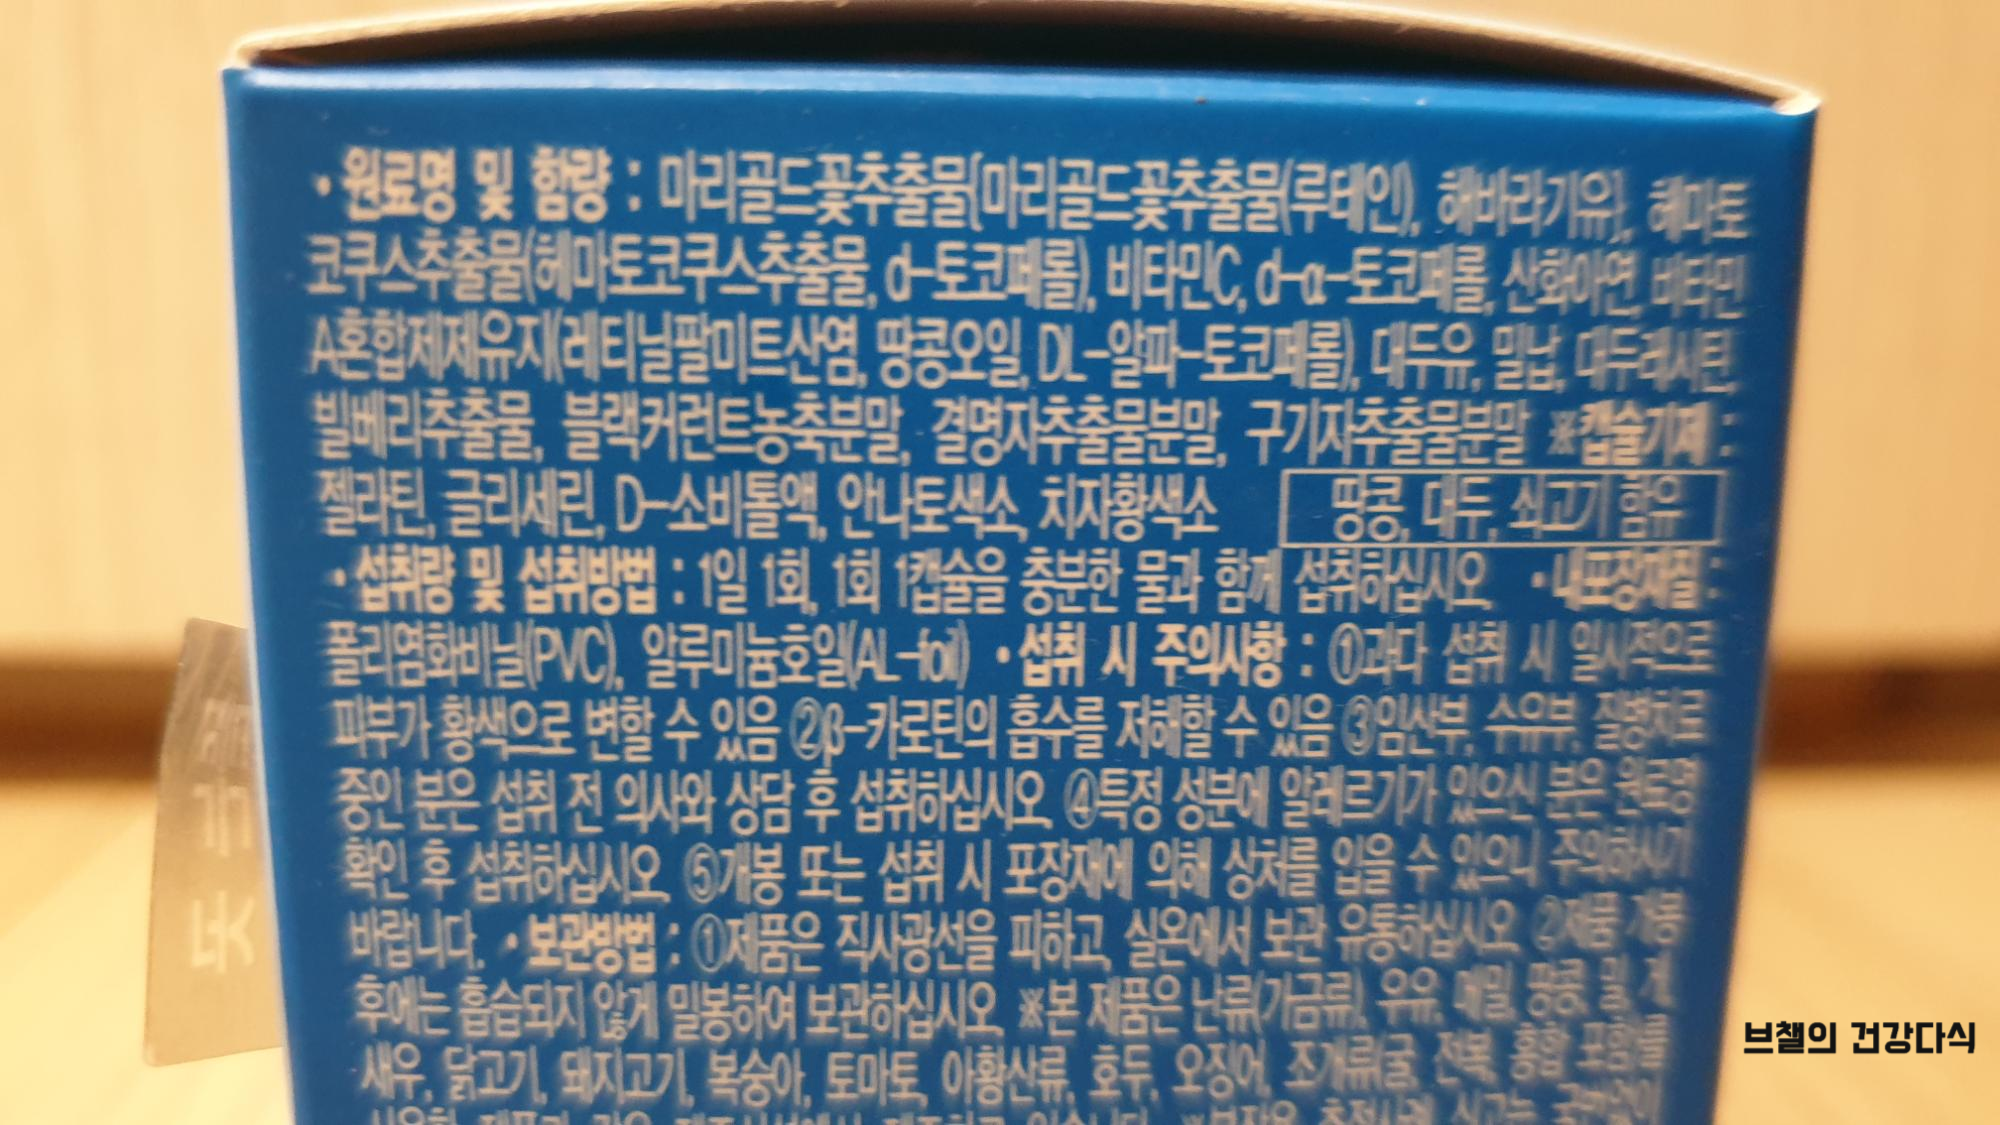 ·원료명 및 함량 : 마리골드꽃추출물{마리골드꽃추출물(루테인), 해바라기유}, 헤마토
코쿠스추출물(헤마토코쿠스추출물, d-토코페롤), 비타민C, d-α-토코페롤, 산화아연, 비타민
A혼합제제유지(레티닐팔미트산염, 땅콩오일, DL-알파-토코페롤), 대두유, 밀납, 대두레시틴,
빌베리추출물, 블랙커런트농축분말, 결명자추출물분말, 구기자추출물분말 ※캡슐기제 :
젤라틴, 글리세린, D-소비톨액, 안나토색소, 치자황색소 땅콩, 대두, 쇠고기 함유
·섭취량 및 섭취방법 : 1일 1회, 1회 1캡슐을 충분한 물과 함께 섭취하십시오. ·내포장재질 :
폴리염화비닐(PVC), 알루미늄호일(AL-foil) ·섭취 시 주의사항 : ①과다 섭취 시 일시적으로
피부가 황색으로 변할 수 있음 ②β-카로틴의 흡수를 저해할 수 있음 ③임산부, 수유부, 질병치료
중인 분은 섭취 전 의사와 상담 후 섭취하십시오. ④특정 성분에 알레르기가 있으신 분은 원료명
확인 후 섭취하십시오. ⑤개봉 또는 섭취 시 포장재에 의해 상처를 입을 수 있으니 주의하시기
바랍니다. ·보관방법 : ①제품은 직사광선을 피하고, 실온에서 보관 유통하십시오. ②제품 개봉
후에는 흡습되지 않게 밀봉하여 보관하십시오. ※본 제품은 난류(가금류), 우유, 메밀, 땅콩, 밀, 게,
새우, 닭고기, 돼지고기, 복숭아, 토마토, 아황산류, 호두, 오징어, 조개류(굴, 전복, 홍합 포함)를
브챌의 건강다식